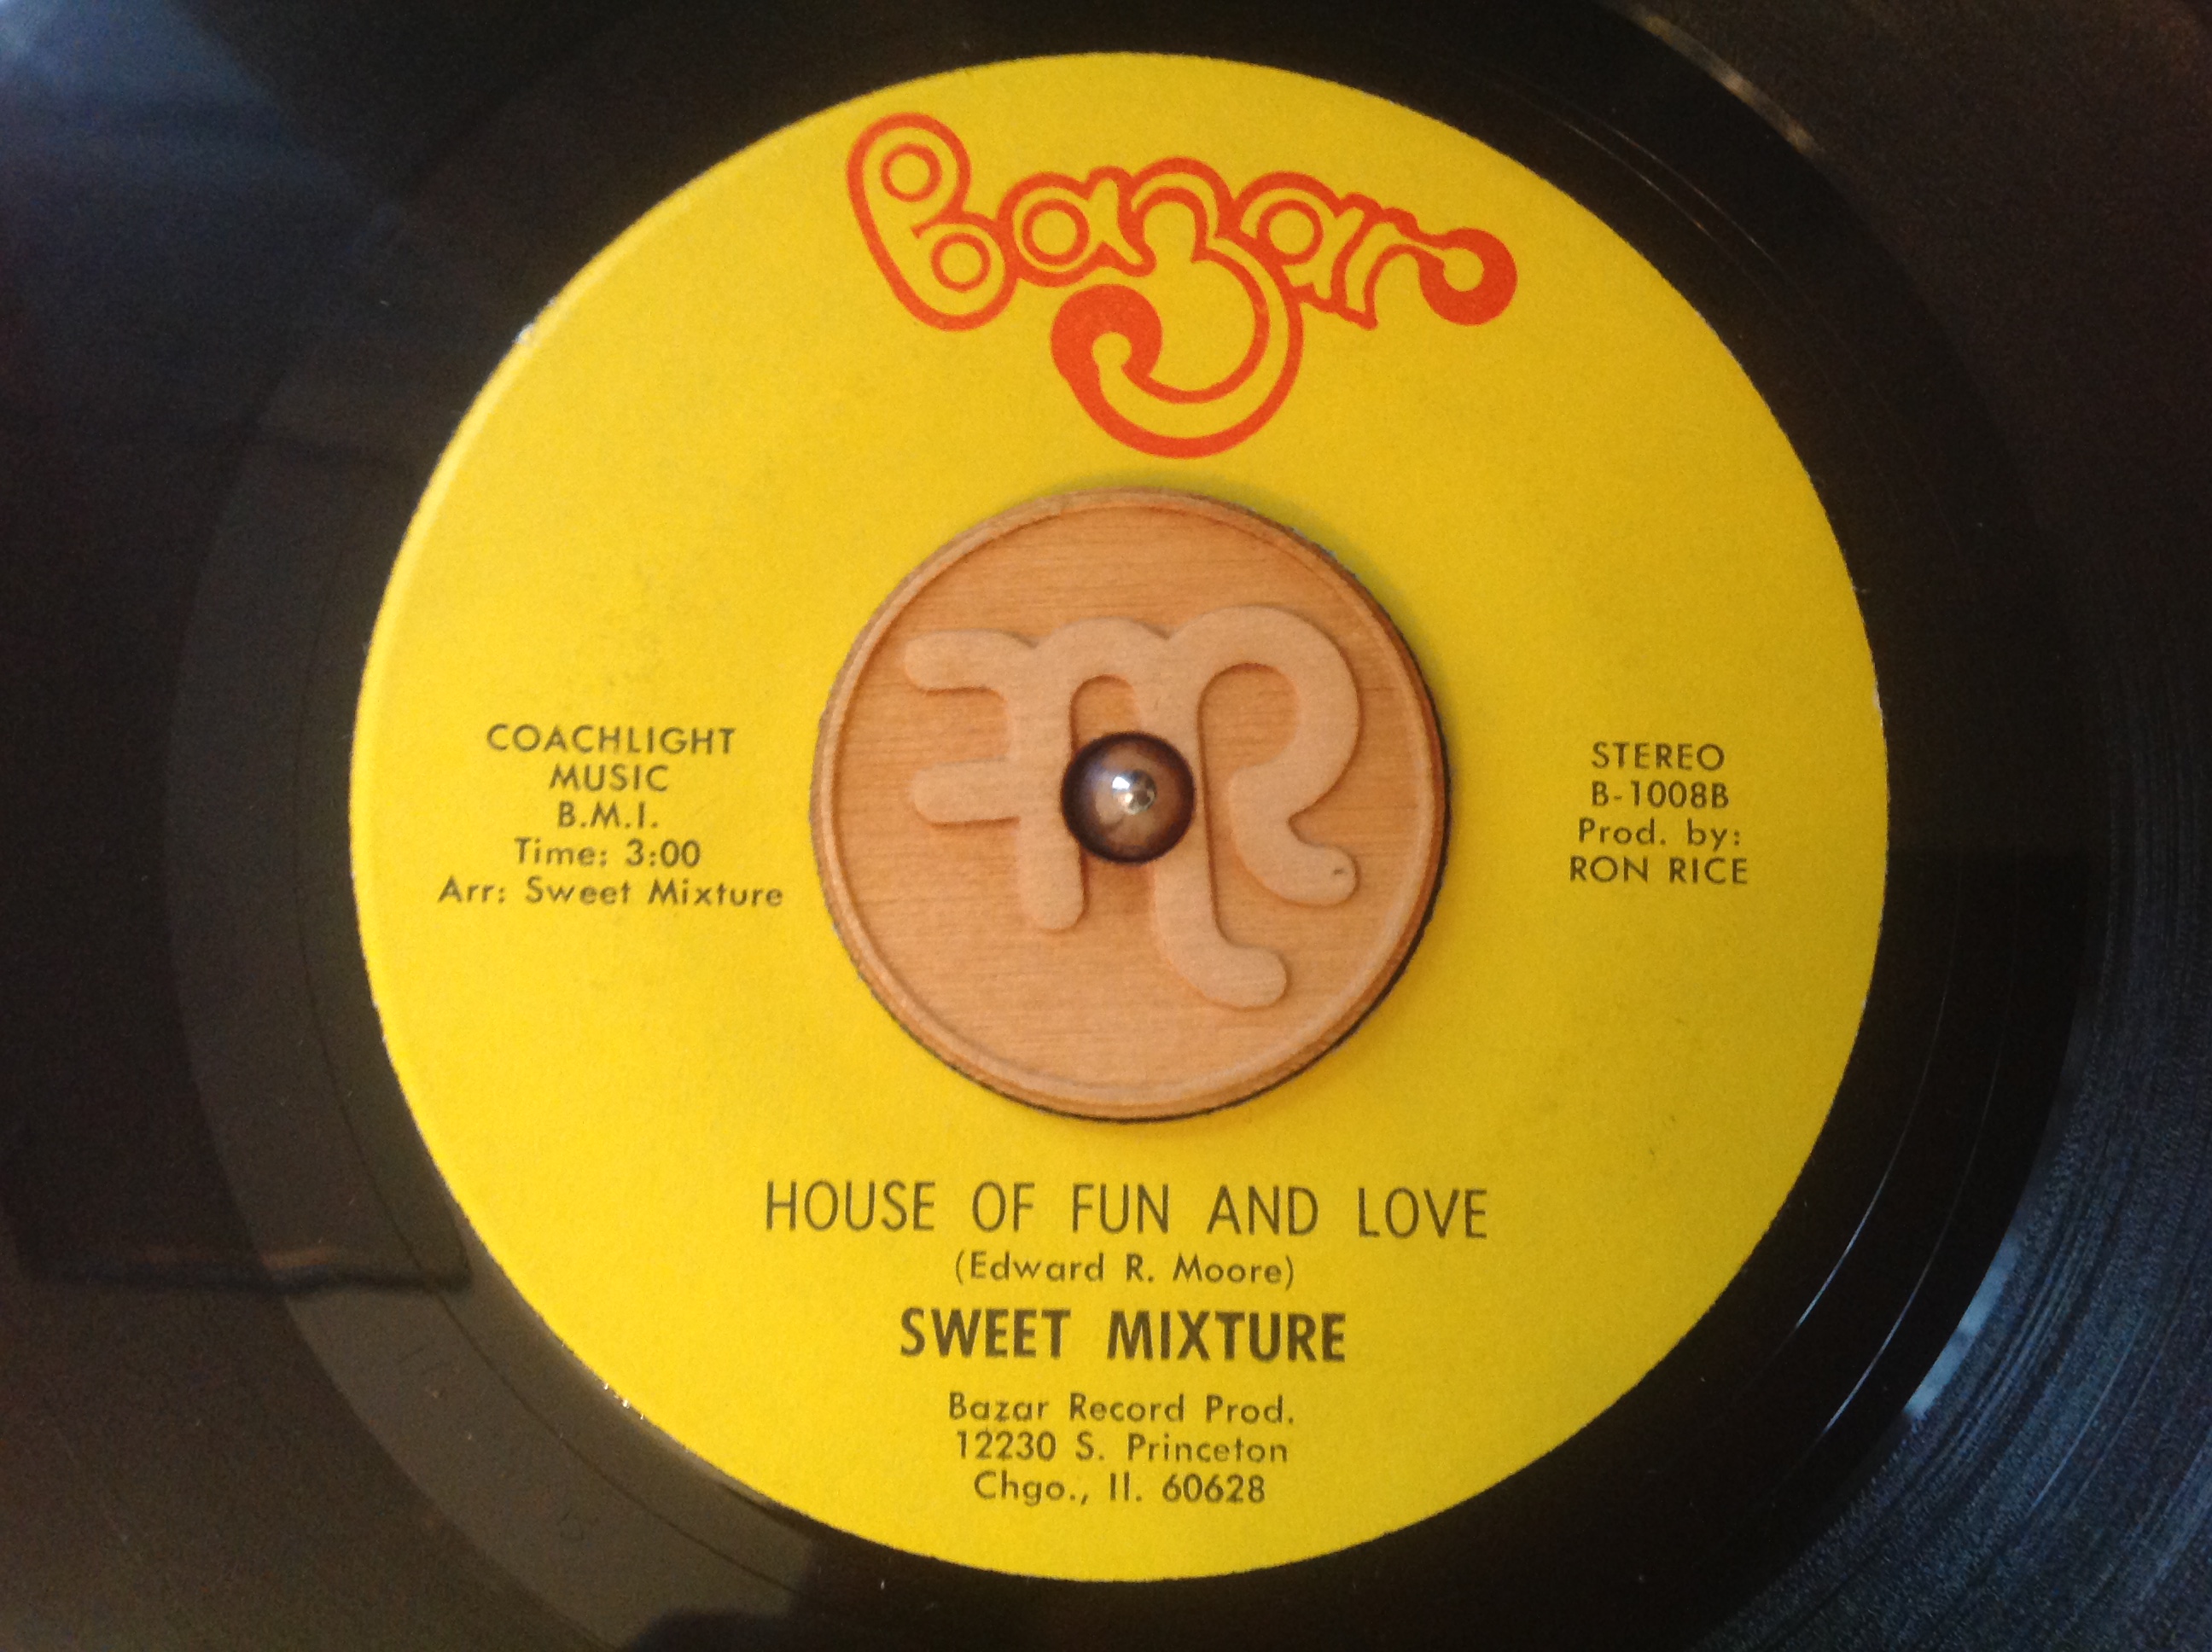 Bazar
COACHLIGHT
MUSIC
B.M.I.
Time: 3:00
Arr: Sweet Mixture
STEREO
B-1008B
Prod. by:
RON RICE
HOUSE OF FUN AND LOVE
(Edward R. Moore)
SWEET MIXTURE
Bazar Record Prod.
12230 S. Princeton
Chgo., Il. 60628